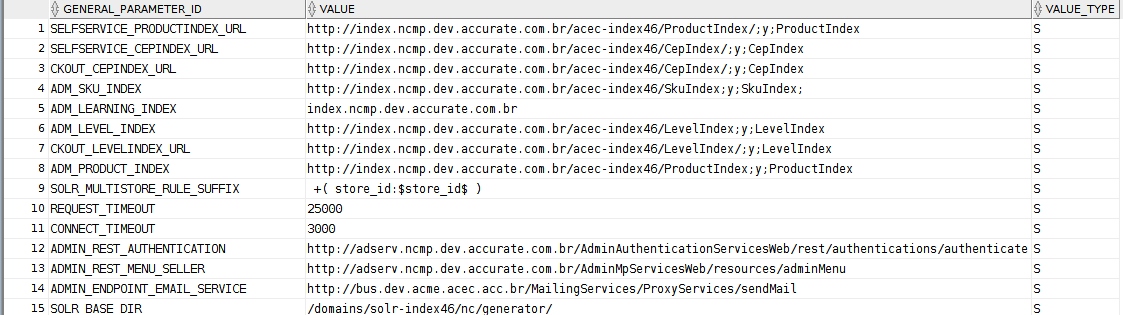 GENERAL_PARAMETER_ID VALUE VALUE_TYPE
1 SELFSERVICE_PRODUCTINDEX_URL http://index.ncmp.dev.accurate.com.br/acec-index46/ProductIndex/;y;ProductIndex S
2 SELFSERVICE_CEPINDEX_URL http://index.ncmp.dev.accurate.com.br/acec-index46/CepIndex/;y;CepIndex S
3 CKOUT_CEPINDEX_URL http://index.ncmp.dev.accurate.com.br/acec-index46/CepIndex/;y;CepIndex S
4 ADM_SKU_INDEX http://index.ncmp.dev.accurate.com.br/acec-index46/SkuIndex;y;SkuIndex; S
5 ADM_LEARNING_INDEX index.ncmp.dev.accurate.com.br S
6 ADM_LEVEL_INDEX http://index.ncmp.dev.accurate.com.br/acec-index46/LevelIndex;y;LevelIndex S
7 CKOUT_LEVELINDEX_URL http://index.ncmp.dev.accurate.com.br/acec-index46/LevelIndex/;y;LevelIndex S
8 ADM_PRODUCT_INDEX http://index.ncmp.dev.accurate.com.br/acec-index46/ProductIndex;y;ProductIndex S
9 SOLR_MULTISTORE_RULE_SUFFIX +( store_id:$store_id$ ) S
10 REQUEST_TIMEOUT 25000 S
11 CONNECT_TIMEOUT 3000 S
12 ADMIN_REST_AUTHENTICATION http://adserv.ncmp.dev.accurate.com.br/AdminAuthenticationServicesWeb/rest/authentications/authenticate S
13 ADMIN_REST_MENU_SELLER http://adserv.ncmp.dev.accurate.com.br/AdminMpServicesWeb/resources/adminMenu S
14 ADMIN_ENDPOINT_EMAIL_SERVICE http://bus.dev.acme.acec.acc.br/MailingServices/ProxyServices/sendMail S
15 SOLR_BASE_DIR /domains/solr-index46/nc/generator/ S